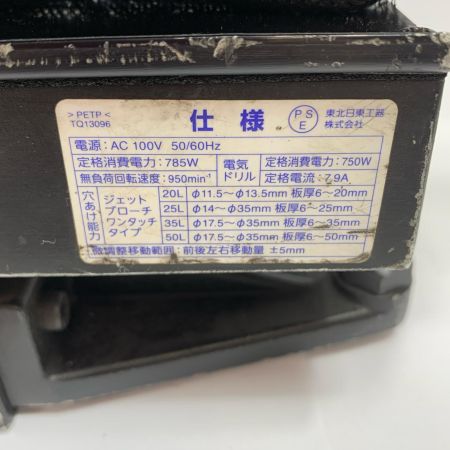 > PETP <
TQ13096
仕様
PSE
東北日東工器
株式会社
電源:AC 100V 50/60Hz
定格消費電力:785W
無負荷回転速度:950min⁻¹
電気
ドリル
定格消費電力:750W
定格電流:7.9A
穴あけ能力
ジェット
ブローチ
ワンタッチ
タイプ
20L φ11.5~φ13.5mm 板厚6~20mm
25L φ14~φ35mm 板厚6~25mm
35L φ17.5~φ35mm 板厚6~35mm
50L φ17.5~φ35mm 板厚6~50mm
微調整移動範囲:前後左右移動量 ±5mm